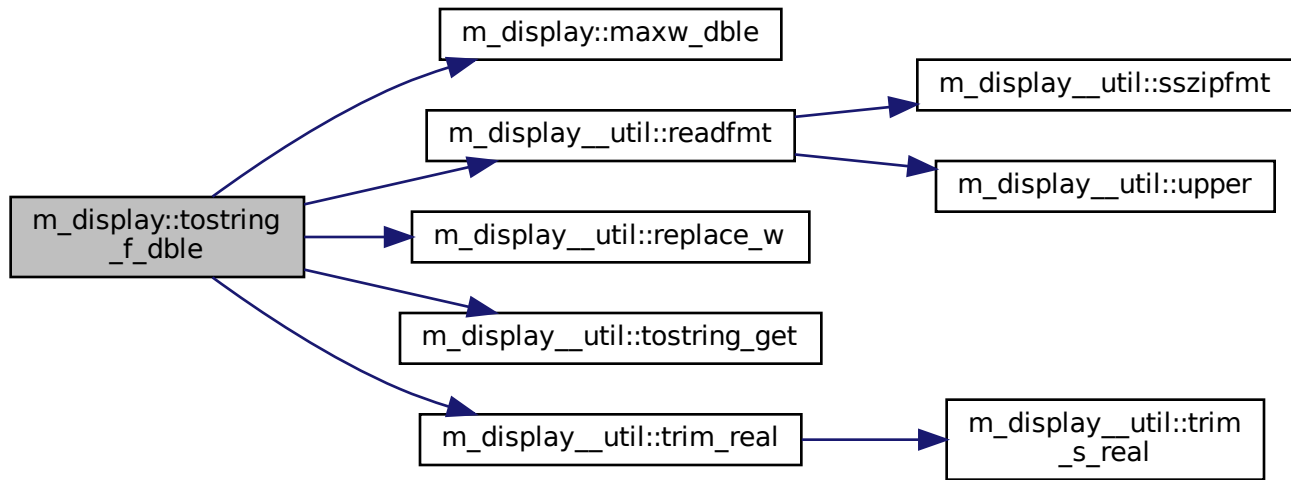 m_display::maxw_dble
m_display__util::sszipfmt
m_display__util::readfmt
m_display__util::upper
m_display::tostring
_f_dble
m_display__util::replace_w
m_display__util::tostring_get
m_display__util::trim_real
m_display__util::trim
_s_real